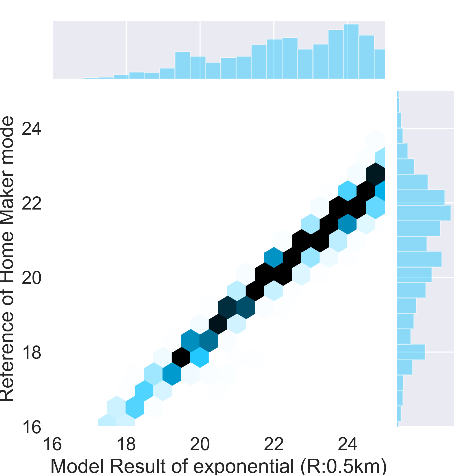 Reterence of Home Maker mode
24
22
20
18
16
16 18 20 22 24
Model Result of exponential (R:0.5km)